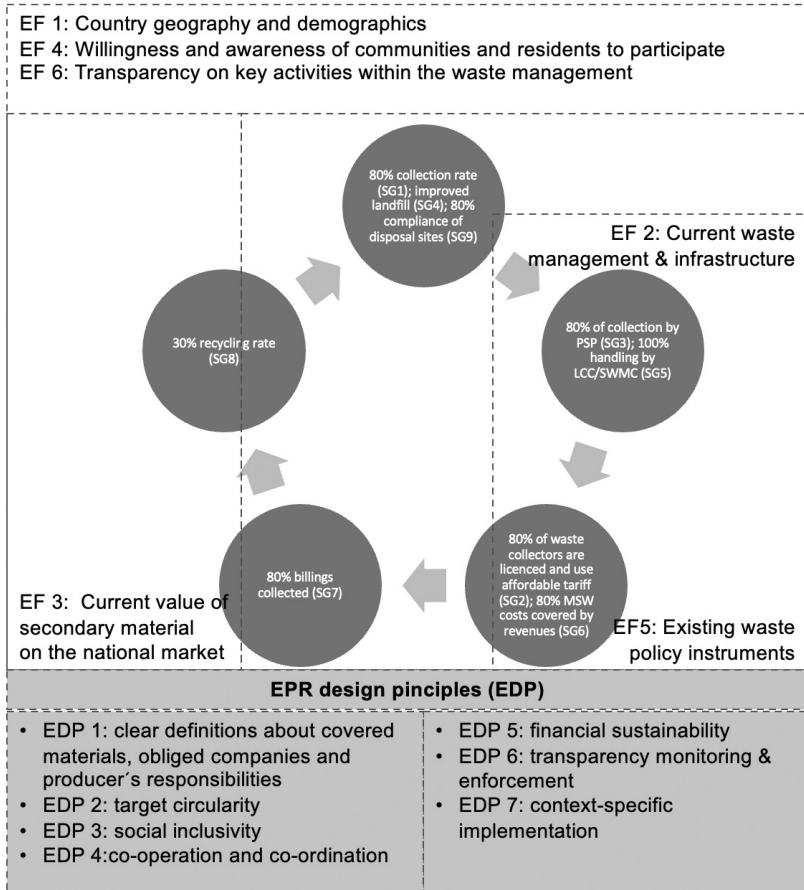 EF 1: Country geography and demographics
EF 4: Willingness and awareness of communities and residents to participate
EF 6: Transparency on key activities within the waste management
80% collection rate
(SG1); improved
landfill (SG4); 80%
compliance of
disposal sites (SG9)
EF 2: Current waste
management & infrastructure
80% of collection by
PSP (SG3); 100%
handling by
LCC/SWMC (SG5)
30% recycling rate
(SG8)
80% of waste
collectors are
licenced and use
affordable tariff
(SG2); 80% MSW
costs covered by
revenues (SG6)
80% billings
collected (SG7)
EF 3: Current value of
secondary material
on the national market
EF5: Existing waste
policy instruments
EPR design pinciples (EDP)
• EDP 1: clear definitions about covered
materials, obliged companies and
producer´s responsibilities
• EDP 2: target circularity
• EDP 3: social inclusivity
• EDP 4:co-operation and co-ordination
• EDP 5: financial sustainability
• EDP 6: transparency monitoring &
enforcement
• EDP 7: context-specific
implementation